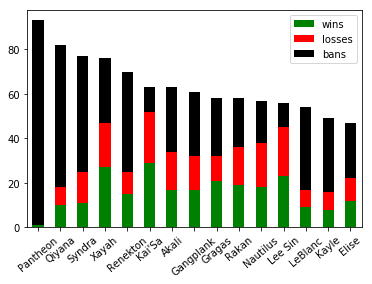 wins
losses
bans
80
60
40
20
0
Pantheon
Qiyana
Syndra
Xayah
Renekton
Kai'Sa
Akali
Gangplank
Gragas
Rakan
Nautilus
Lee Sin
LeBlanc
Kayle
Elise